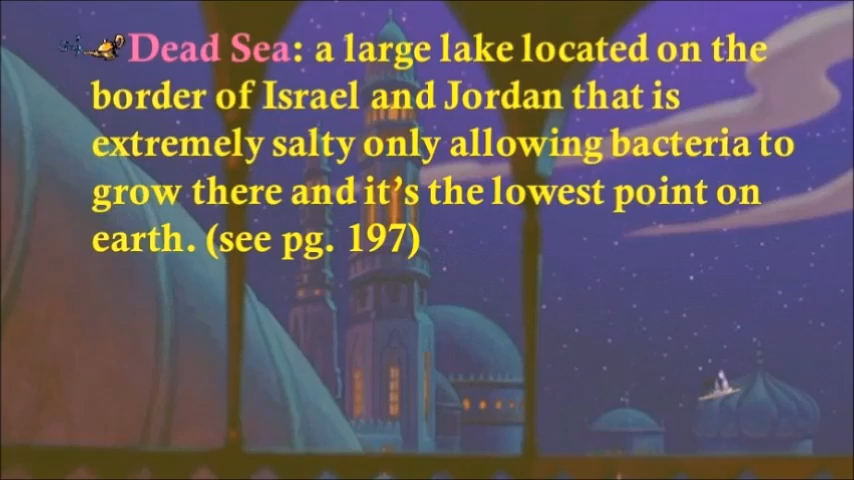 Dead Sea: a large lake located on the
border of Israel and Jordan that is
extremely salty only allowing bacteria to
grow there and it’s the lowest point on
earth. (see pg. 197)